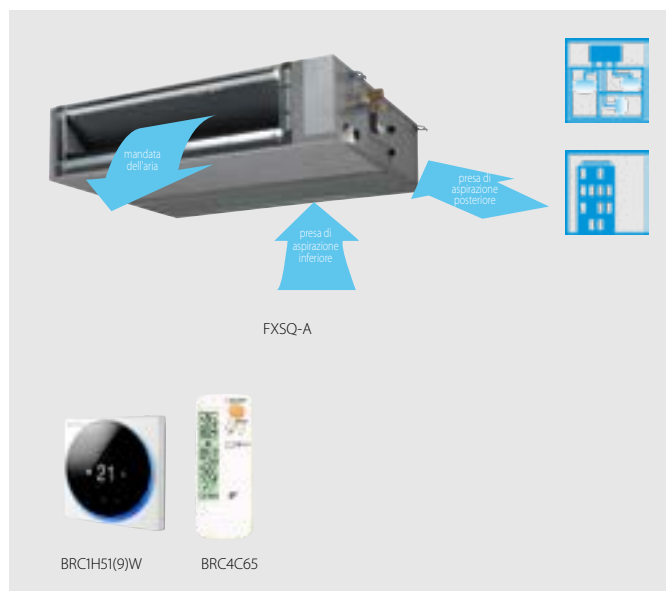 mandata
dell'aria
presa di
aspirazione
posteriore
presa di
aspirazione
inferiore
FXSQ-A
21
BRC1H51(9)W
BRC4C65